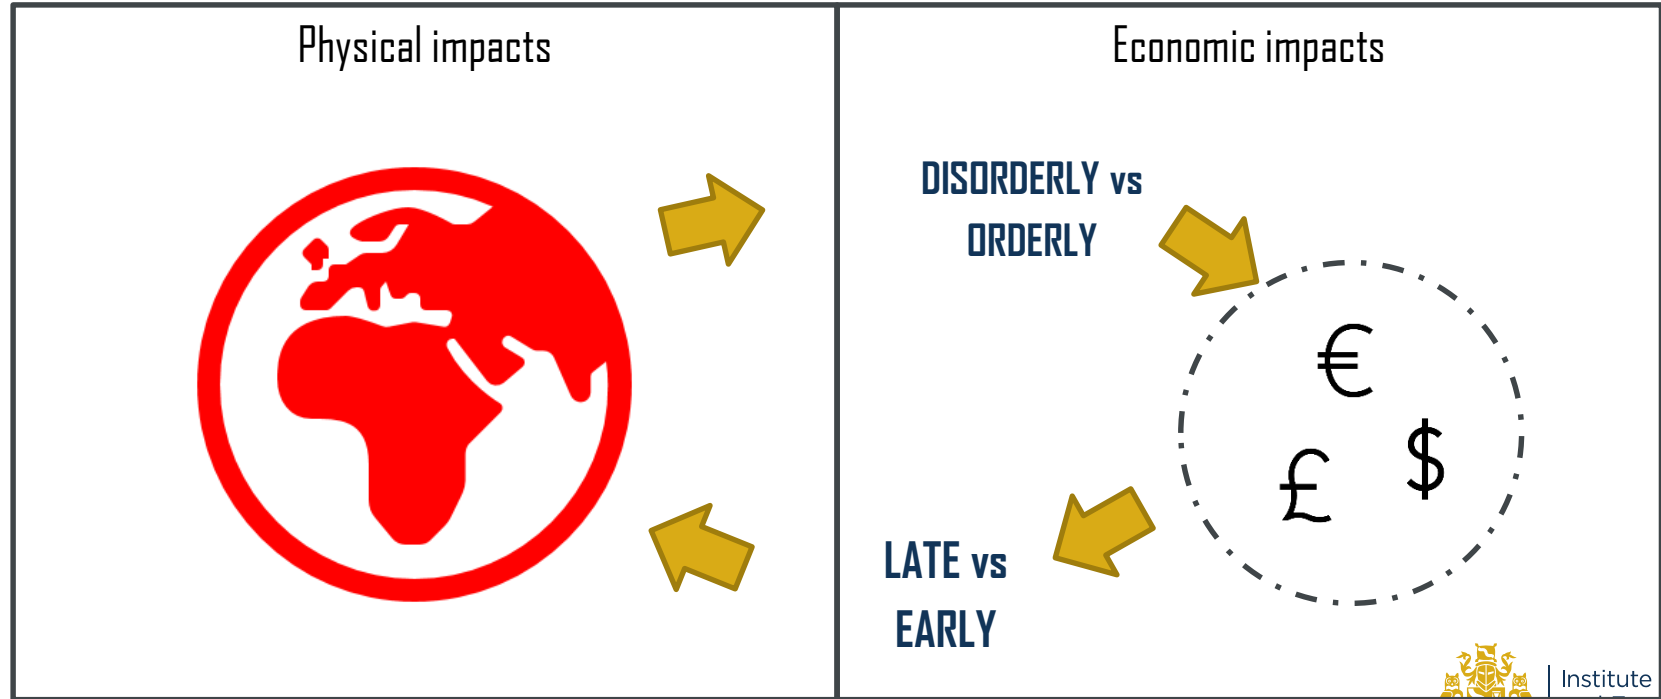 Physical impacts
Economic impacts
DISORDERLY vs
ORDERLY
€
$
£
LATE vs
EARLY
Institute